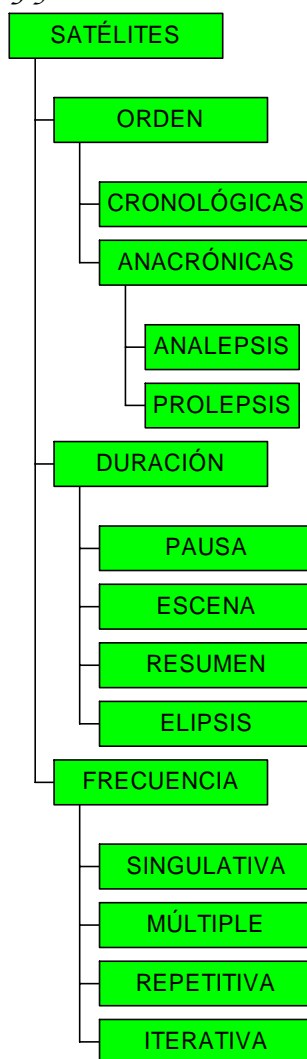 SATÉLITES
ORDEN
CRONOLÓGICAS
ANACRÓNICAS
ANALEPSIS
PROLEPSIS
DURACIÓN
PAUSA
ESCENA
RESUMEN
ELIPSIS
FRECUENCIA
SINGULATIVA
MÚLTIPLE
REPETITIVA
ITERATIVA